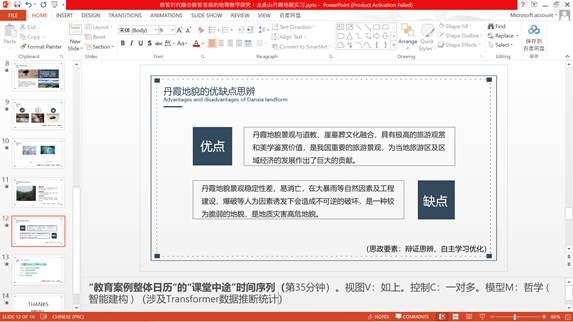 数智时代融合教学思政的地理教学探究：龙虎山丹霞地貌实习.pptx - PowerPoint (Product Activation Failed)
FILE
HOME
INSERT
DESIGN
TRANSITIONS
ANIMATIONS
SLIDE SHOW
REVIEW
VIEW
百度网盘
Microsoft account
Paste
Cut
Copy
Format Painter
Clipboard
New
Slide
Layout
Reset
Section
Slides
宋体 (Body)
Font
Text Direction
Align Text
Convert to SmartArt
Paragraph
Arrange
Quick
Styles
Shape Fill
Shape Outline
Shape Effects
Drawing
Find
Replace
Select
Editing
保存到
百度网盘
保存
8
9
10
11
12
13
14
THANKS
丹霞地貌的优缺点思辨
Advantages and disadvantages of Danxia landform
优点
丹霞地貌景观与道教、崖墓葬文化融合，具有极高的旅游观赏
和美学鉴赏价值，是我国重要的旅游景观，为当地旅游区及区
域经济的发展作出了巨大的贡献。
丹霞地貌景观稳定性差，易消亡，在大暴雨等自然因素及工程
建设、爆破等人为因素诱发下会造成不可逆的破坏，是一种较
为脆弱的地貌，是地质灾害高危地貌。
缺点
（思政要素：辩证思辨、自主学习优化）
“教育案例整体日历”的“课堂中途”时间序列（第35分钟）。视图V：如上。控制C：一对多。模型M：哲学（
智能建构）（涉及Transformer数据推断统计）
SLIDE 12 OF 14
CHINESE (PRC)
NOTES
COMMENTS
66%